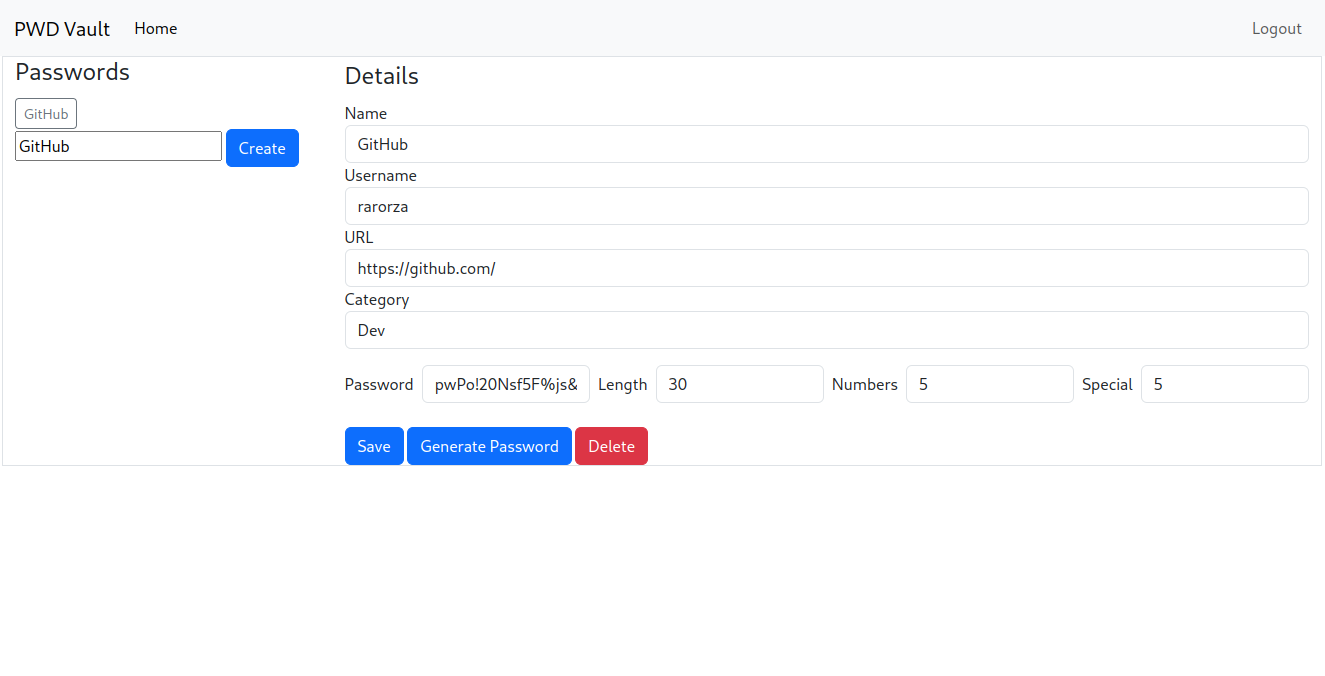 PWD Vault Home Logout
Passwords
GitHub
GitHub Create
Details
Name
GitHub
Username
rarorza
URL
https://github.com/
Category
Dev
Password pwPo!20Nsf5F%js& Length 30 Numbers 5 Special 5
Save Generate Password Delete